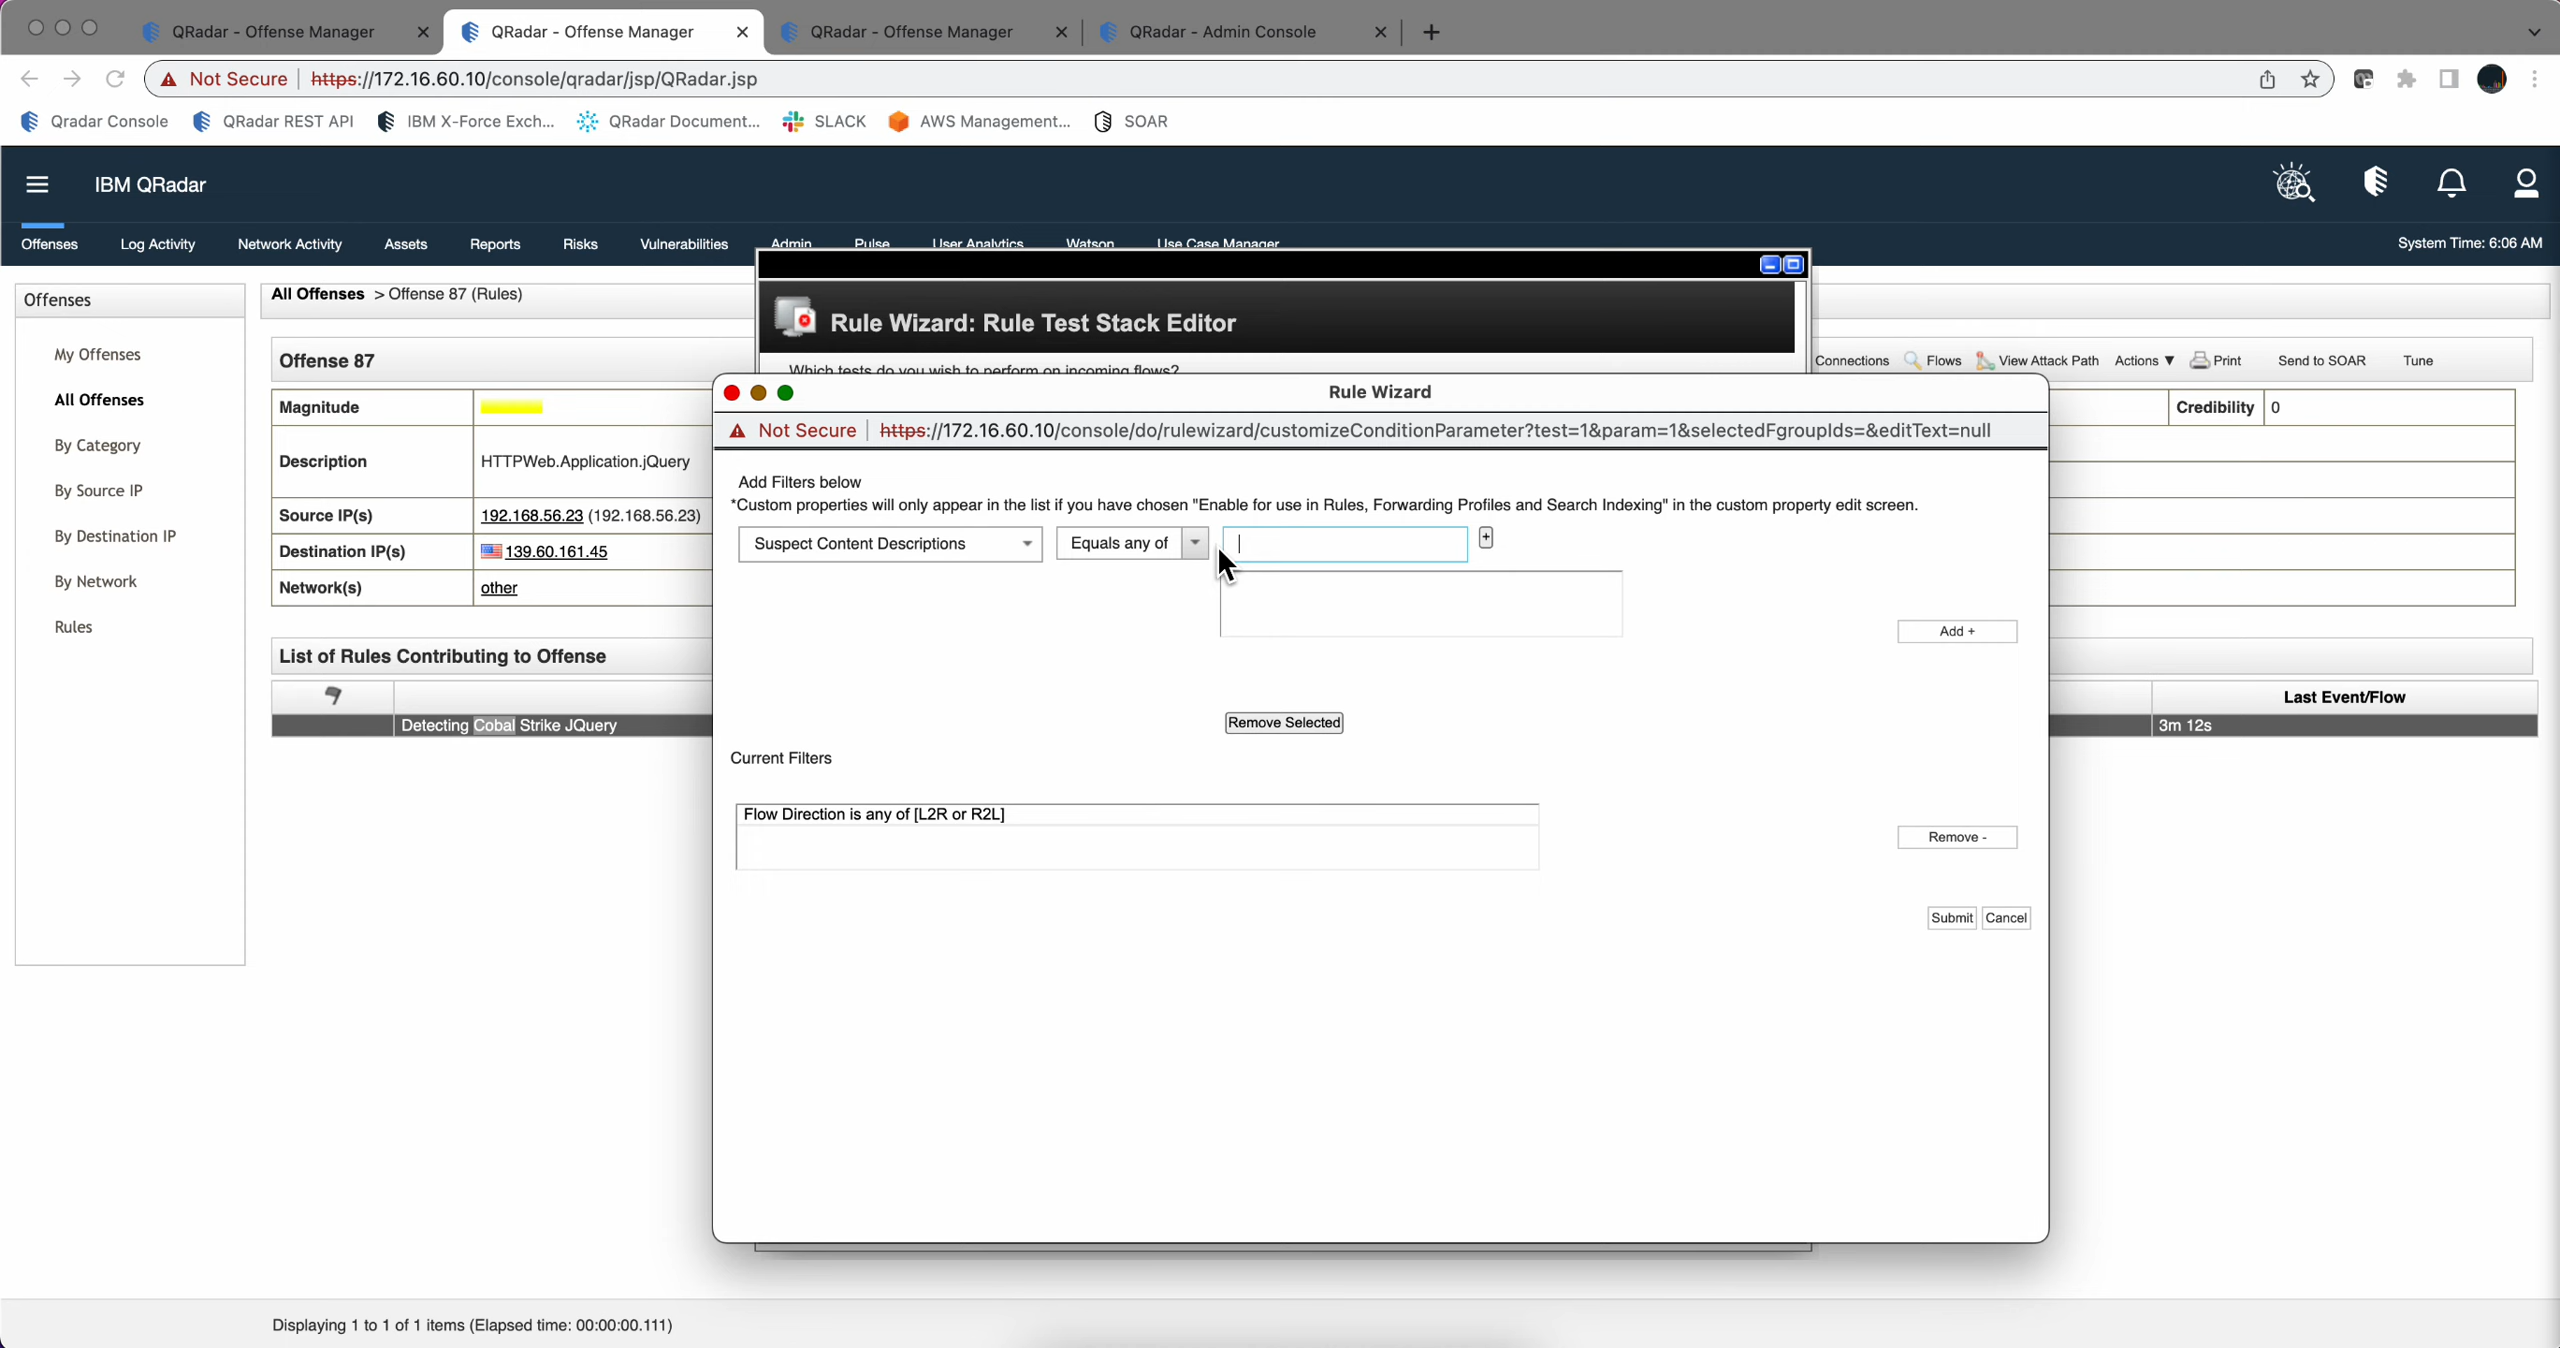 QRadar - Offense Manager
QRadar - Offense Manager
QRadar - Offense Manager
QRadar - Admin Console
Not Secure
https://172.16.60.10/console/qradar/jsp/QRadar.jsp
Qradar Console
QRadar REST API
IBM X-Force Exch...
QRadar Document...
SLACK
AWS Management...
SOAR
IBM QRadar
Offenses
Log Activity
Network Activity
Assets
Reports
Risks
Vulnerabilities
Admin
Pulse
User Analytics
Watson
Use Case Manager
System Time: 6:06 AM
Offenses
My Offenses
All Offenses
By Category
By Source IP
By Destination IP
By Network
Rules
All Offenses > Offense 87 (Rules)
Rule Wizard: Rule Test Stack Editor
Which tests do you wish to perform on incoming flows?
Offense 87
Connections
Flows
View Attack Path
Actions ▼
Print
Send to SOAR
Tune
Magnitude
Credibility
0
Description
HTTPWeb.Application.jQuery
Source IP(s)
192.168.56.23 (192.168.56.23)
Destination IP(s)
139.60.161.45
Network(s)
other
List of Rules Contributing to Offense
Last Event/Flow
Detecting Cobal Strike JQuery
3m 12s
Rule Wizard
Not Secure
https://172.16.60.10/console/do/rulewizard/customizeConditionParameter?test=1&param=1&selectedFgroupIds=&editText=null
Add Filters below
*Custom properties will only appear in the list if you have chosen "Enable for use in Rules, Forwarding Profiles and Search Indexing" in the custom property edit screen.
Suspect Content Descriptions
Equals any of
+
Add +
Remove Selected
Current Filters
Flow Direction is any of [L2R or R2L]
Remove -
Submit
Cancel
Displaying 1 to 1 of 1 items (Elapsed time: 00:00:00.111)